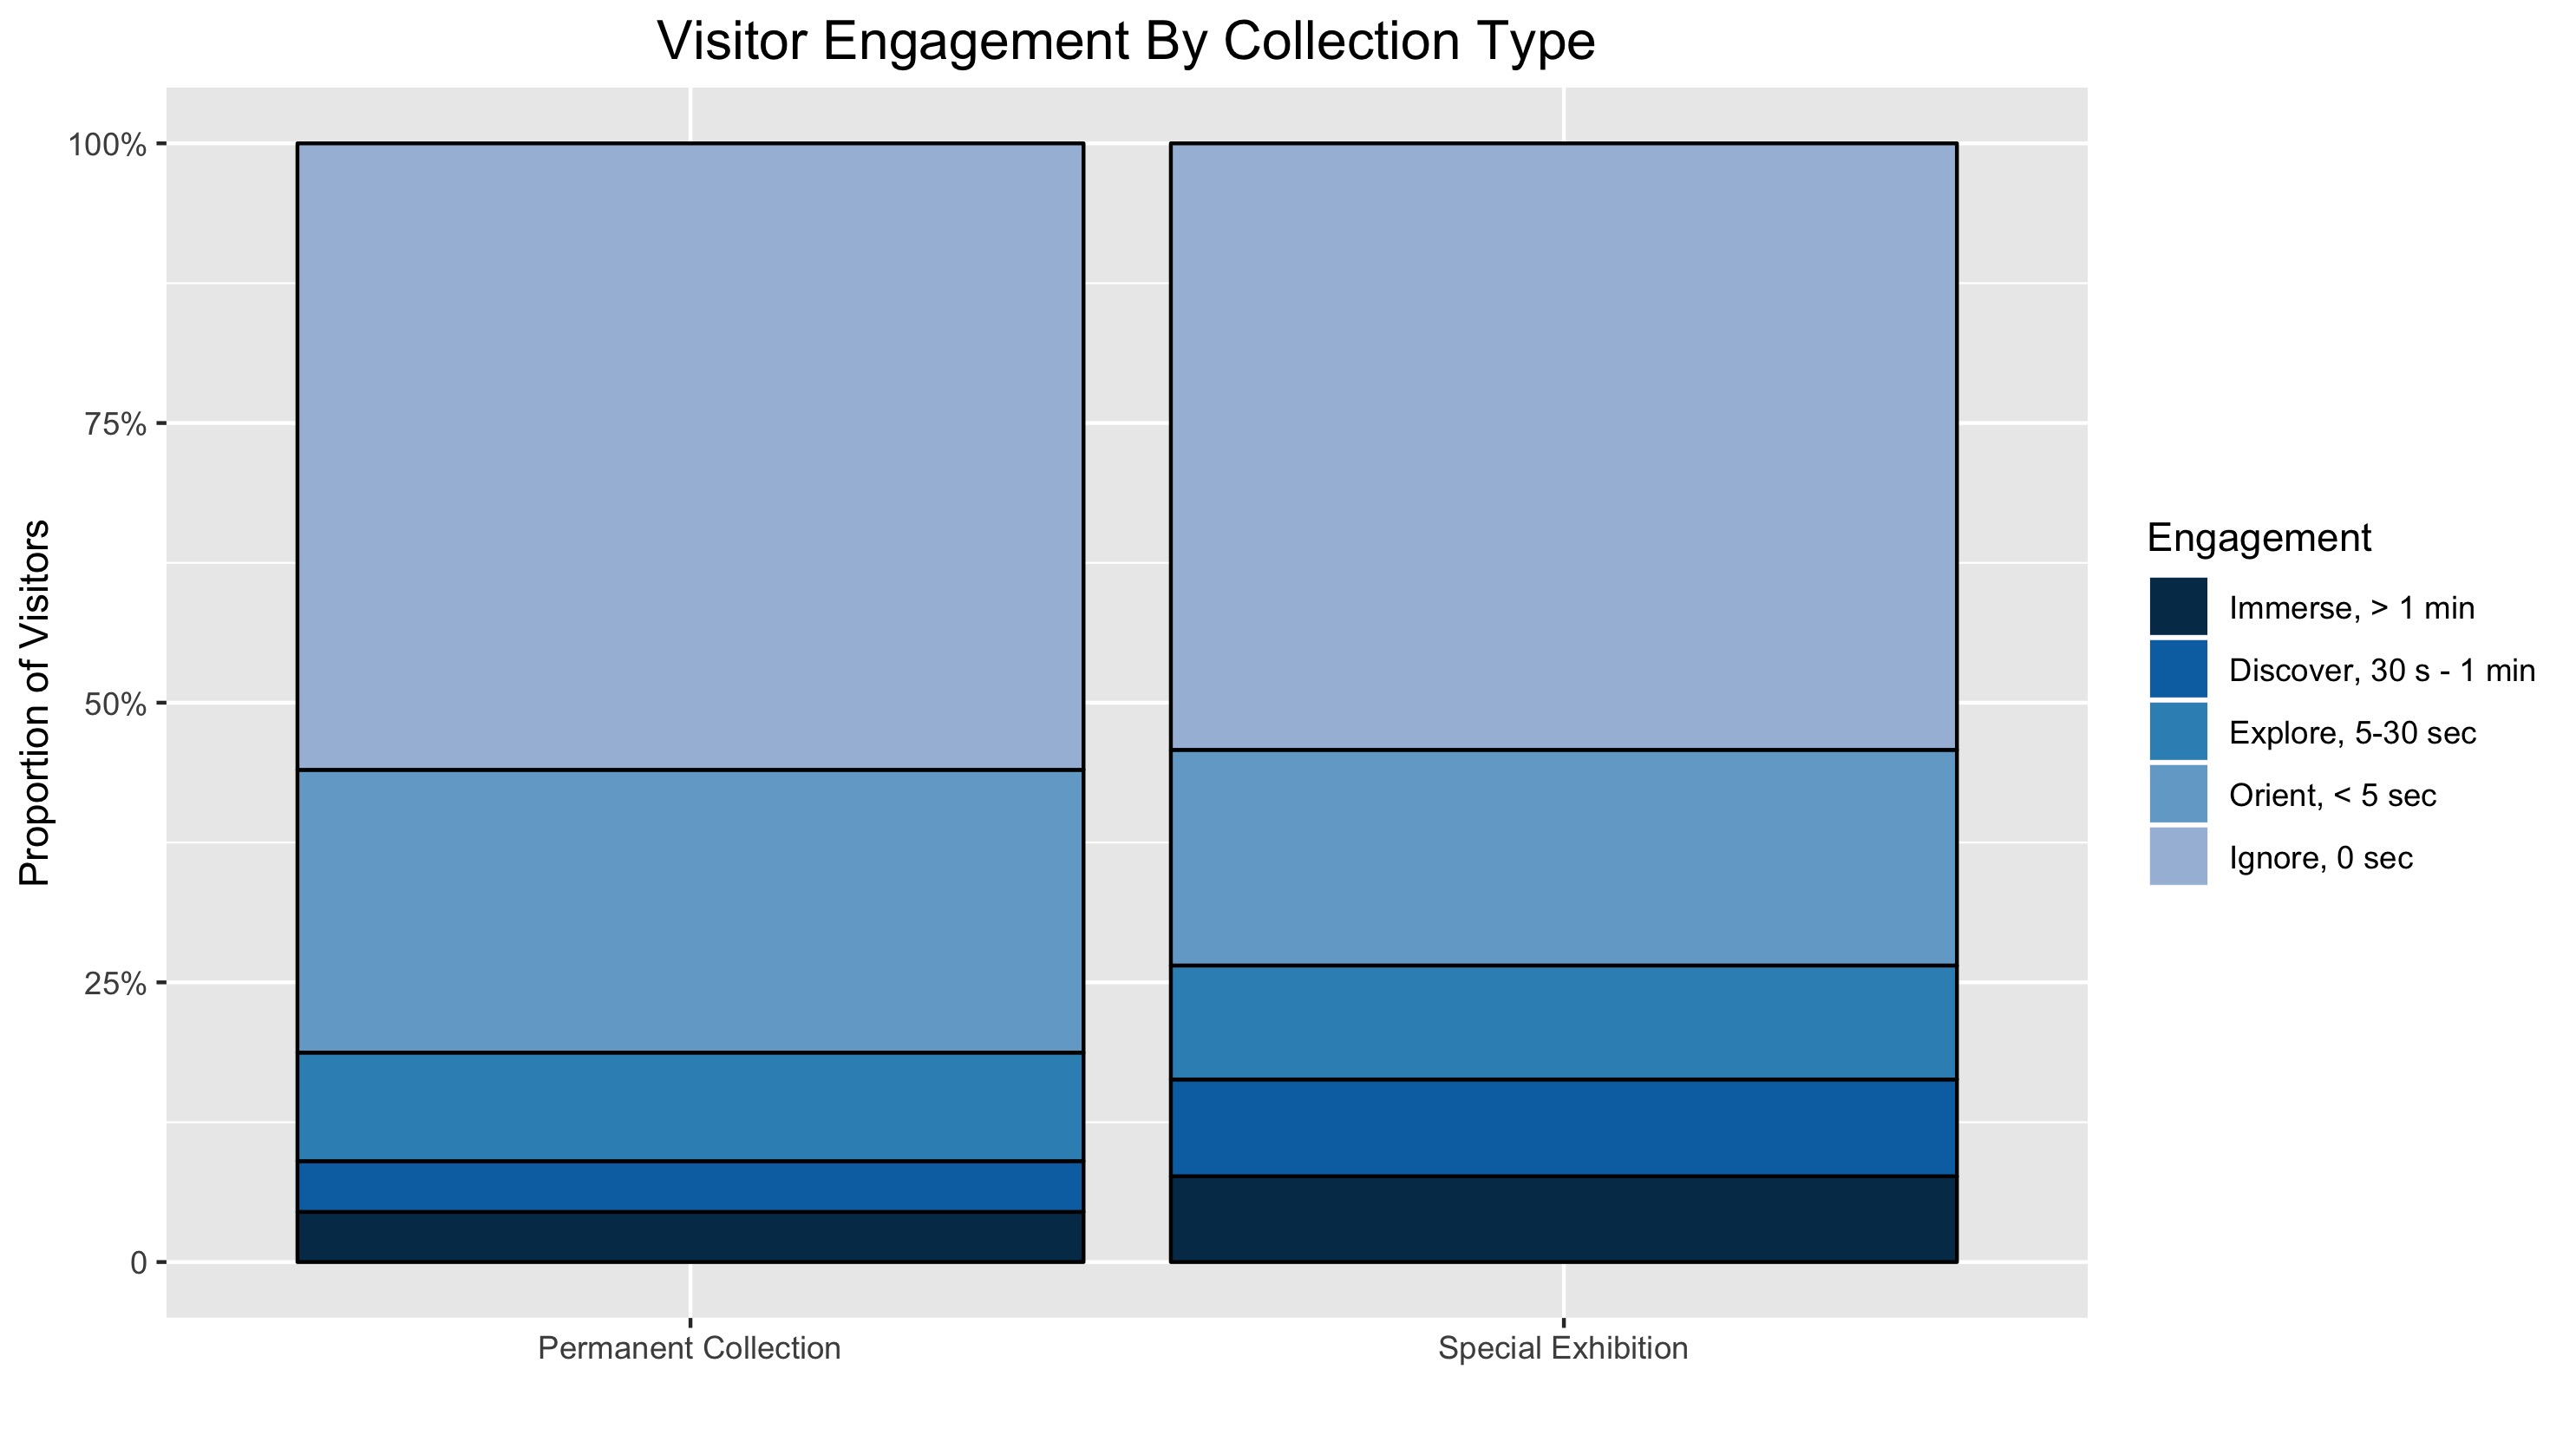 Visitor Engagement By Collection Type
Proportion of Visitors
100%
75%
50%
25%
0
Permanent Collection
Special Exhibition
Engagement
Immerse, > 1 min
Discover, 30 s - 1 min
Explore, 5-30 sec
Orient, < 5 sec
Ignore, 0 sec